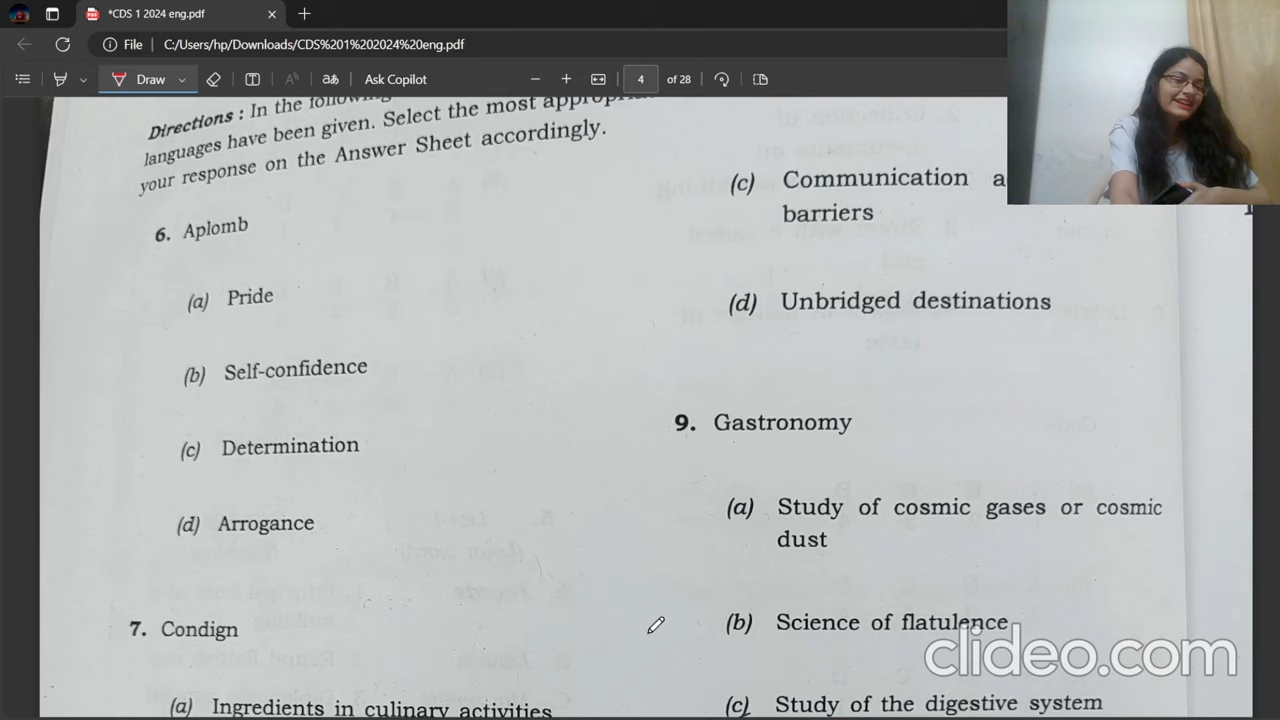 *CDS 1 2024 eng.pdf
File
C:/Users/hp/Downloads/CDS%201%202024%20eng.pdf
Draw
aあ
Ask Copilot
4
of 28
Directions : In the following
languages have been given. Select the most
your response on the Answer Sheet accordingly.
6. Aplomb
(a) Pride
(b) Self-confidence
(c) Determination
(d) Arrogance
7. Condign
(a) Ingredients in culinary activities
(c) Communication
barriers
(d) Unbridged destinations
9. Gastronomy
(a) Study of cosmic gases or cosmic
dust
(b) Science of flatulence
(c) Study of the digestive system
clideo.com